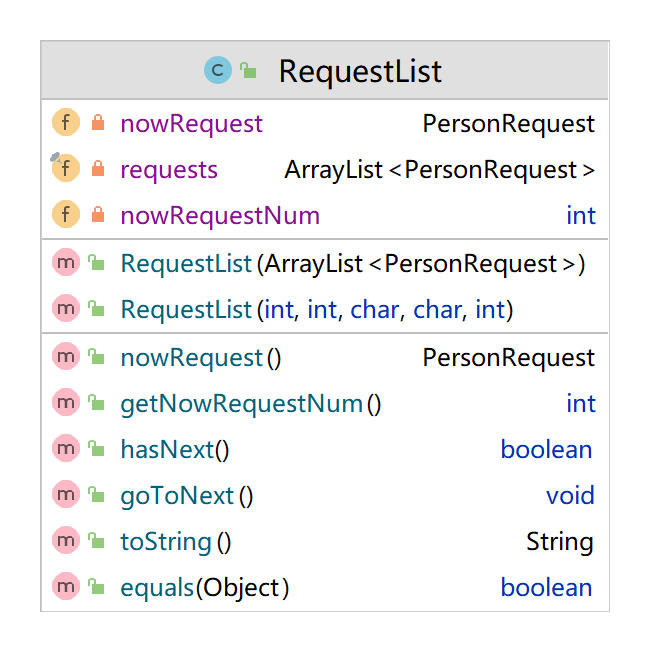 C RequestList
f nowRequest PersonRequest
f requests ArrayList<PersonRequest>
f nowRequestNum int
m RequestList(ArrayList<PersonRequest>)
m RequestList(int, int, char, char, int)
m nowRequest() PersonRequest
m getNowRequestNum() int
m hasNext() boolean
m goToNext() void
m toString() String
m equals(Object) boolean